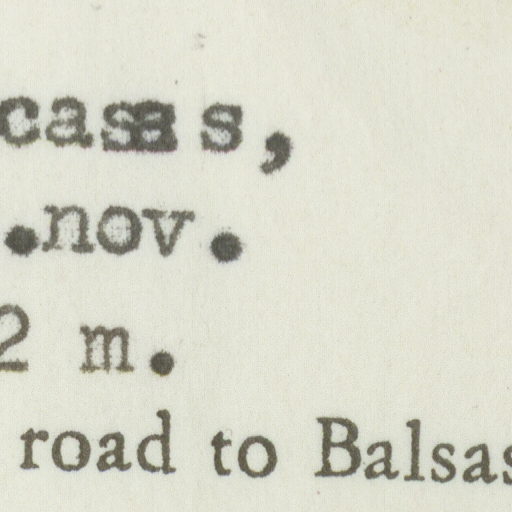 casas,
.nov.
2 m.
road to Balsas